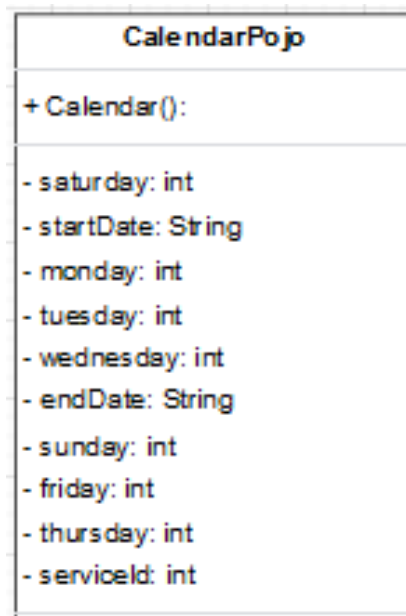 CalendarPojo
+ Calendar():
- saturday: int
- startDate: String
- monday: int
- tuesday: int
- wednesday: int
- endDate: String
- sunday: int
- friday: int
- thursday: int
- serviceId: int